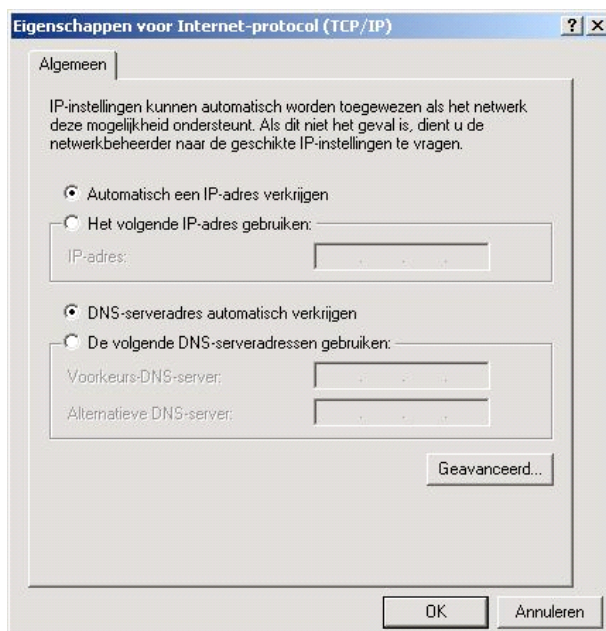 Eigenschappen voor Internet-protocol (TCP/IP)
Algemeen
IP-instellingen kunnen automatisch worden toegewezen als het netwerk
deze mogelijkheid ondersteunt. Als dit niet het geval is, dient u de
netwerkbeheerder naar de geschikte IP-instellingen te vragen.
Automatisch een IP-adres verkrijgen
Het volgende IP-adres gebruiken:
IP-adres:
DNS-serveradres automatisch verkrijgen
De volgende DNS-serveradressen gebruiken:
Voorkeurs-DNS-server:
Alternatieve DNS-server:
Geavanceerd...
OK
Annuleren